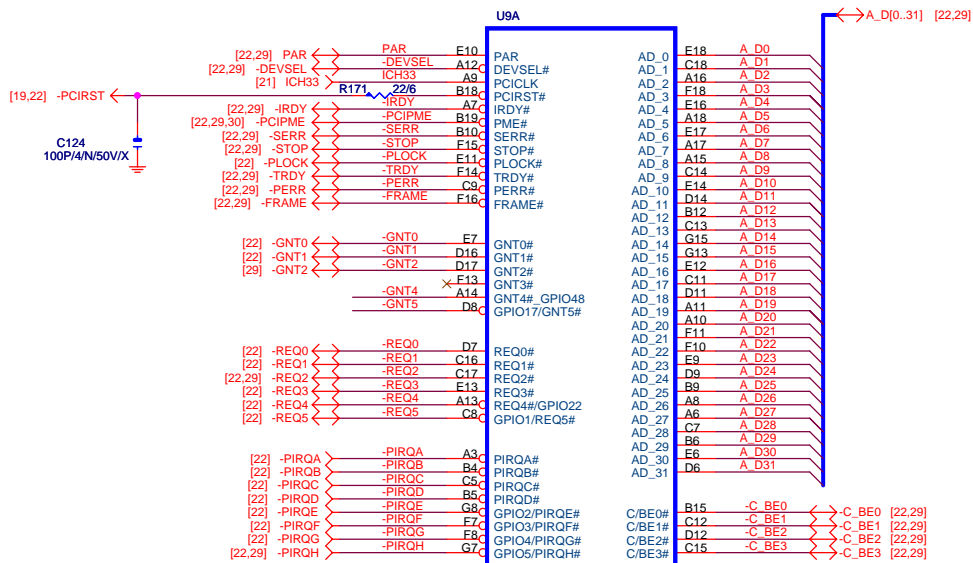 U9A
A_D[0..31] [22,29]
[22,29] PAR PAR E10 PAR
[22,29] -DEVSEL -DEVSEL A12 DEVSEL#
[21] ICH33 ICH33 A9 PCICLK
[19,22] -PCIRST R171 22/6 B18 PCIRST#
[22,29] -IRDY -IRDY A7 IRDY#
[22,29,30] -PCIPME -PCIPME B19 PME#
[22,29] -SERR -SERR B10 SERR#
[22,29] -STOP -STOP F15 STOP#
[22] -PLOCK -PLOCK E11 PLOCK#
[22,29] -TRDY -TRDY F14 TRDY#
[22,29] -PERR -PERR C9 PERR#
[22,29] -FRAME -FRAME F16 FRAME#
C124
100P/4/N/50V/X
[22] -GNT0 -GNT0 E7 GNT0#
[22] -GNT1 -GNT1 D16 GNT1#
[29] -GNT2 -GNT2 D17 GNT2#
F13 GNT3#
-GNT4 A14 GNT4#_GPIO48
-GNT5 D8 GPIO17/GNT5#
[22] -REQ0 -REQ0 D7 REQ0#
[22] -REQ1 -REQ1 C16 REQ1#
[22,29] -REQ2 -REQ2 C17 REQ2#
[22] -REQ3 -REQ3 E13 REQ3#
[22] -REQ4 -REQ4 A13 REQ4#/GPIO22
[22] -REQ5 -REQ5 C8 GPIO1/REQ5#
[22] -PIRQA -PIRQA A3 PIRQA#
[22] -PIRQB -PIRQB B4 PIRQB#
[22] -PIRQC -PIRQC C5 PIRQC#
[22] -PIRQD -PIRQD B5 PIRQD#
[22] -PIRQE -PIRQE G8 GPIO2/PIRQE#
[22] -PIRQF -PIRQF F7 GPIO3/PIRQF#
[22] -PIRQG -PIRQG F8 GPIO4/PIRQG#
[22,29] -PIRQH -PIRQH G7 GPIO5/PIRQH#
AD_0 E18 A_D0
AD_1 C18 A_D1
AD_2 A16 A_D2
AD_3 F18 A_D3
AD_4 E16 A_D4
AD_5 A18 A_D5
AD_6 E17 A_D6
AD_7 A17 A_D7
AD_8 A15 A_D8
AD_9 C14 A_D9
AD_10 E14 A_D10
AD_11 D14 A_D11
AD_12 B12 A_D12
AD_13 C13 A_D13
AD_14 G15 A_D14
AD_15 G13 A_D15
AD_16 E12 A_D16
AD_17 C11 A_D17
AD_18 D11 A_D18
AD_19 A11 A_D19
AD_20 A10 A_D20
AD_21 F11 A_D21
AD_22 F10 A_D22
AD_23 E9 A_D23
AD_24 D9 A_D24
AD_25 B9 A_D25
AD_26 A8 A_D26
AD_27 A6 A_D27
AD_28 C7 A_D28
AD_29 B6 A_D29
AD_30 E6 A_D30
AD_31 D6 A_D31
C/BE0# B15 -C_BE0 -C_BE0 [22,29]
C/BE1# C12 -C_BE1 -C_BE1 [22,29]
C/BE2# D12 -C_BE2 -C_BE2 [22,29]
C/BE3# C15 -C_BE3 -C_BE3 [22,29]